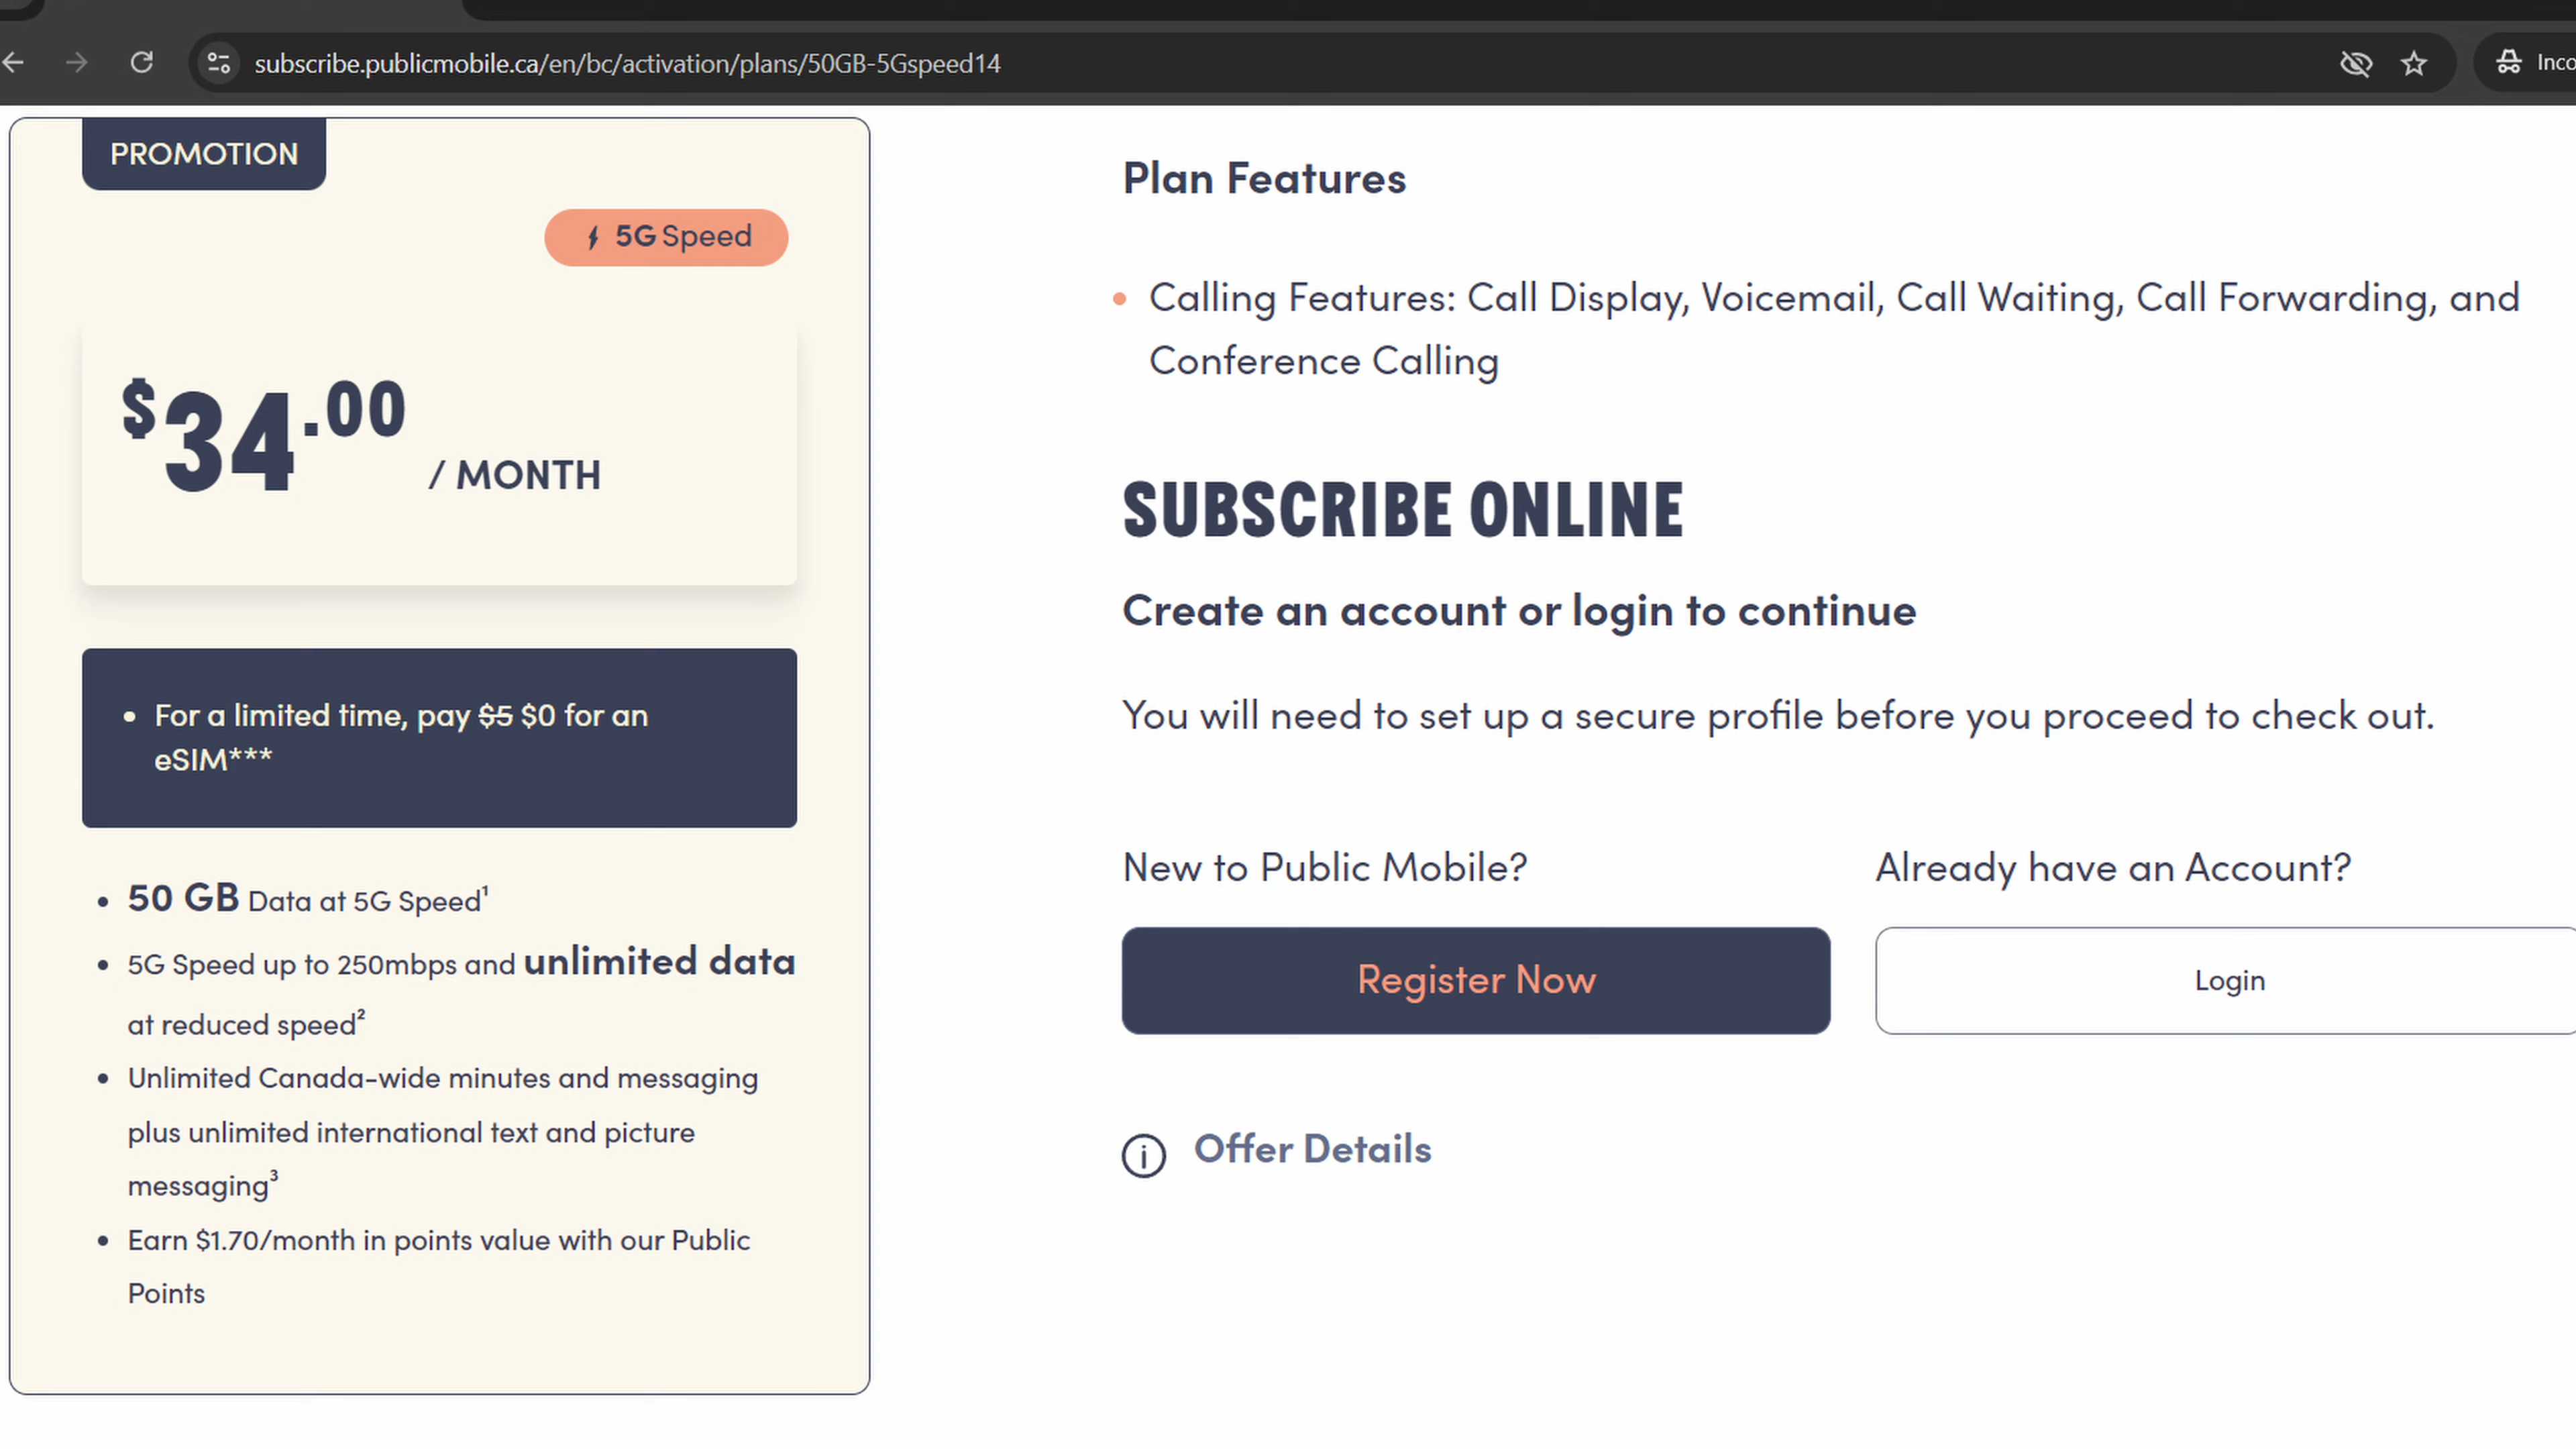 subscribe.publicmobile.ca/en/bc/activation/plans/50GB-5Gspeed14
PROMOTION
5G Speed
$34.00 / MONTH
• For a limited time, pay $5 $0 for an
eSIM***
• 50 GB Data at 5G Speed¹
• 5G Speed up to 250mbps and unlimited data
at reduced speed²
• Unlimited Canada-wide minutes and messaging
plus unlimited international text and picture
messaging³
• Earn $1.70/month in points value with our Public
Points
Plan Features
• Calling Features: Call Display, Voicemail, Call Waiting, Call Forwarding, and
Conference Calling
SUBSCRIBE ONLINE
Create an account or login to continue
You will need to set up a secure profile before you proceed to check out.
New to Public Mobile?
Register Now
Already have an Account?
Login
Offer Details